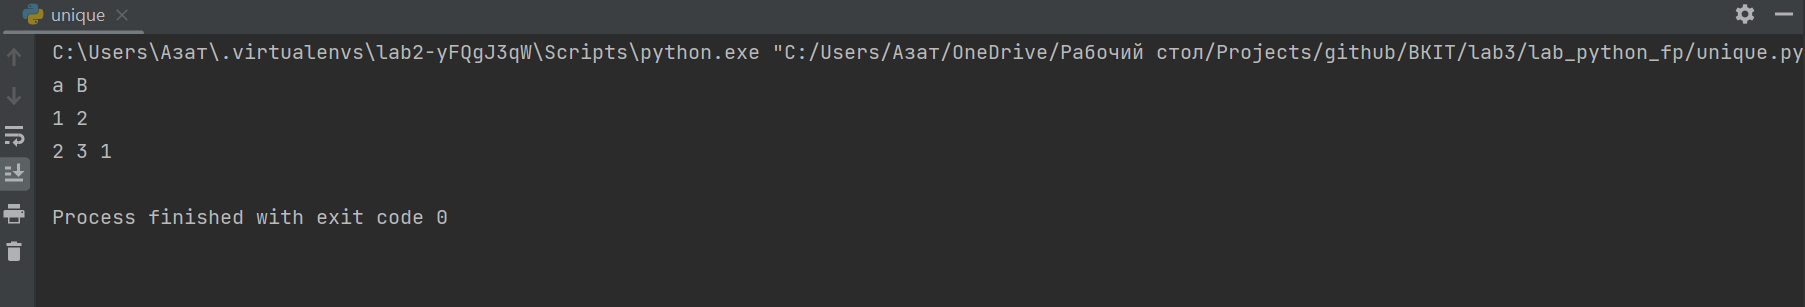 unique
C:\Users\Азат\.virtualenvs\lab2-yFQgJ3qW\Scripts\python.exe "C:/Users/Азат/OneDrive/Рабочий стол/Projects/github/BKIT/lab3/lab_python_fp/unique.py
a B
1 2
2 3 1
Process finished with exit code 0